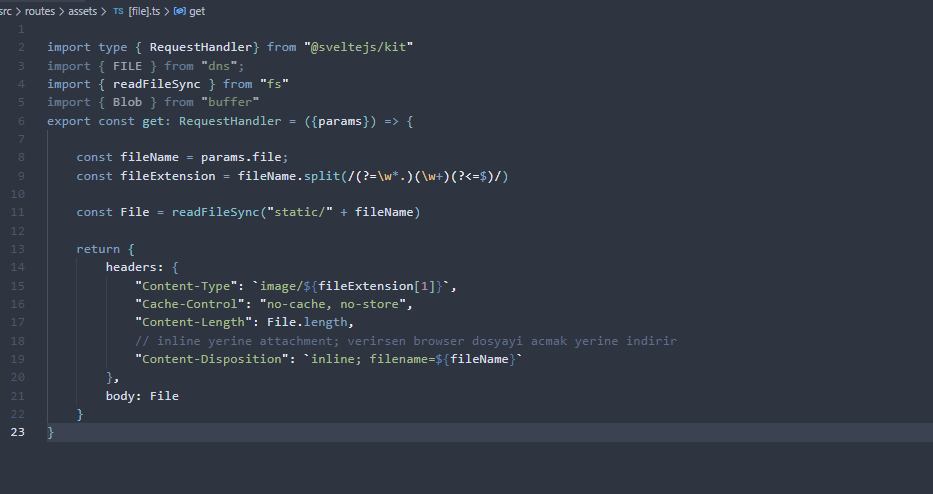 src > routes > assets > TS [file].ts > get
1
2 import type { RequestHandler} from "@sveltejs/kit"
3 import { FILE } from "dns";
4 import { readFileSync } from "fs"
5 import { Blob } from "buffer"
6 export const get: RequestHandler = ({params}) => {
7
8 const fileName = params.file;
9 const fileExtension = fileName.split(/(?=\w*.)(\w+)(?<=$)/)
10
11 const File = readFileSync("static/" + fileName)
12
13 return {
14 headers: {
15 "Content-Type": `image/${fileExtension[1]}`,
16 "Cache-Control": "no-cache, no-store",
17 "Content-Length": File.length,
18 // inline yerine attachment; verirsen browser dosyayi acmak yerine indirir
19 "Content-Disposition": `inline; filename=${fileName}`
20 },
21 body: File
22 }
23 }